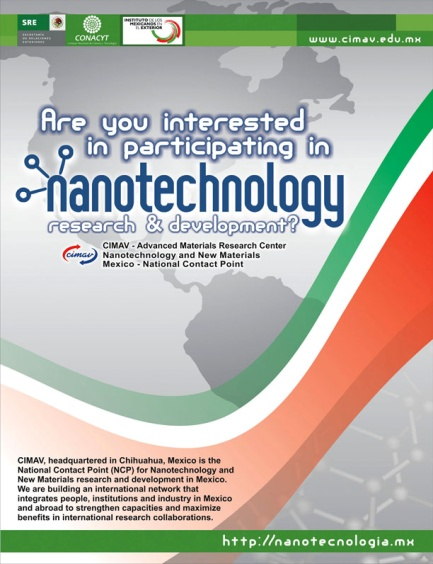 SRE
SECRETARÍA
DE RELACIONES
EXTERIORES
CONACYT
INSTITUTO DE LOS
MEXICANOS EN
EL EXTERIOR
www.cimav.edu.mx
Are you interested
in participating in
nanotechnology
research & development?
cimav
CIMAV - Advanced Materials Research Center
Nanotechnology and New Materials
Mexico - National Contact Point
CIMAV, headquartered in Chihuahua, Mexico is the
National Contact Point (NCP) for Nanotechnology and
New Materials research and development in Mexico.
We are building an international network that
integrates people, institutions and industry in Mexico
and abroad to strengthen capacities and maximize
benefits in international research collaborations.
http://nanotecnologia.mx